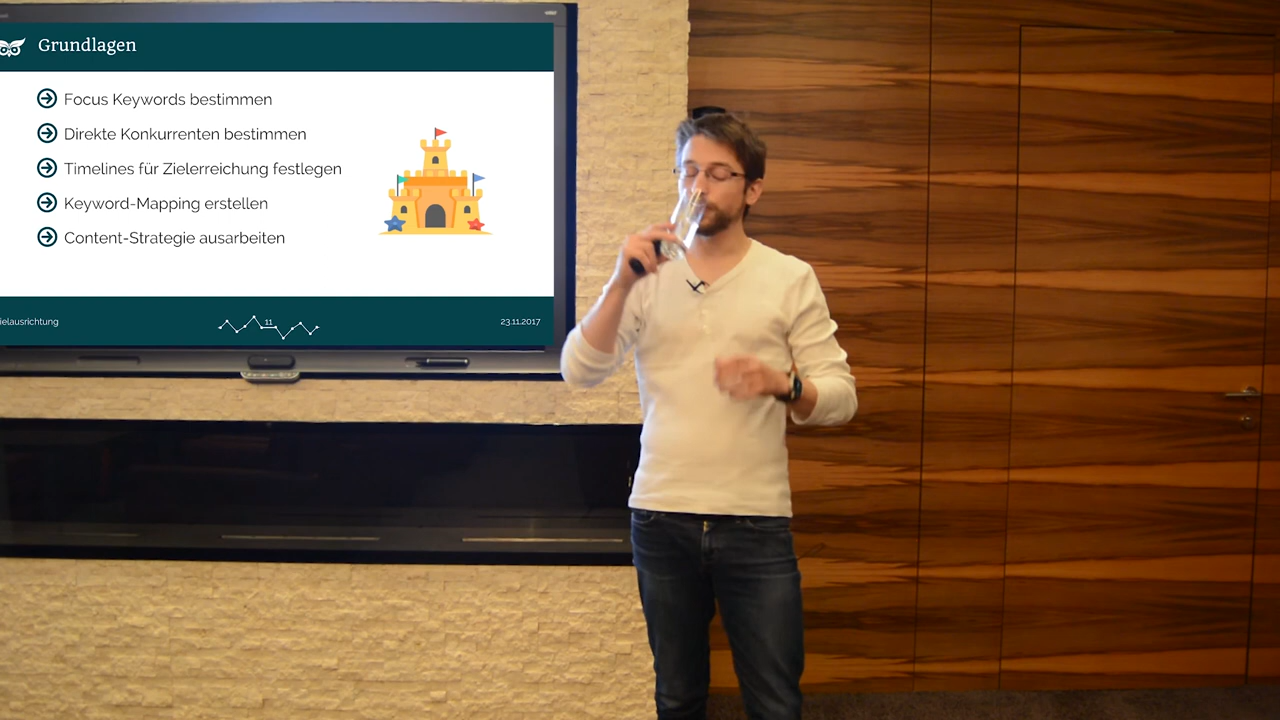 Grundlagen
Focus Keywords bestimmen
Direkte Konkurrenten bestimmen
Timelines für Zielerreichung festlegen
Keyword-Mapping erstellen
Content-Strategie ausarbeiten
ielausrichtung
11
23.11.2017